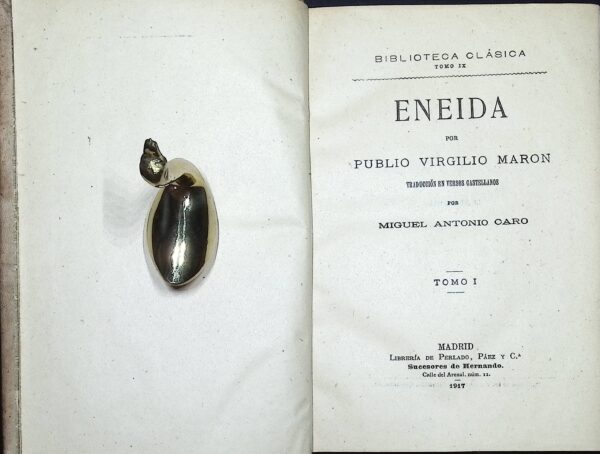 BIBLIOTECA CLÁSICA
TOMO IX
ENEIDA
POR
PUBLIO VIRGILIO MARON
TRADUCCIÓN EN VERSOS CASTELLANOS
POR
MIGUEL ANTONIO CARO
TOMO I
MADRID
LIBRERÍA DE PERLADO, PÁEZ Y C.ª
Sucesores de Hernando.
Calle del Arenal, núm. 11.
1917